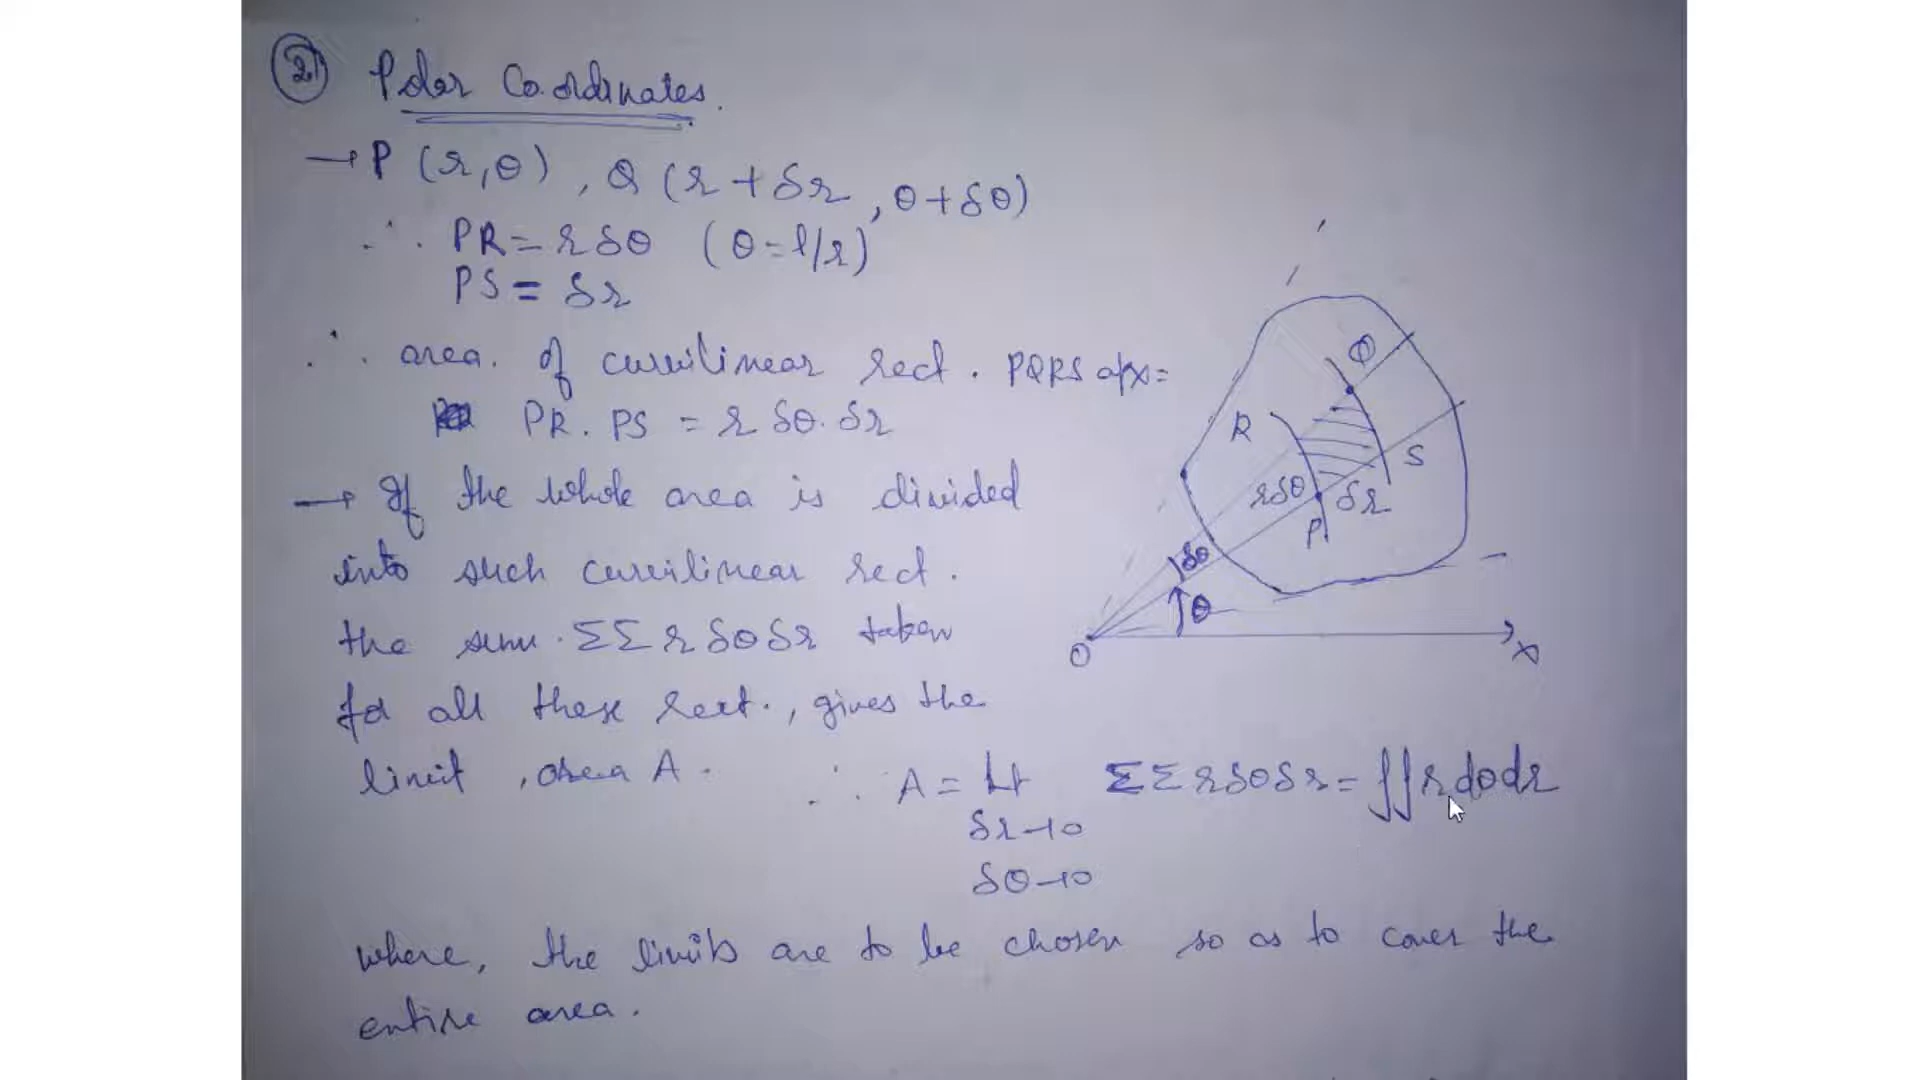 ② Polar Co-ordinates.
→ P (r, θ), Q (r + δr, θ + δθ)
∴ PR = r δθ (θ = l/r)
PS = δr
∴ area. of curvilinear rect. PQRS apx =
PR. PS = r δθ. δr
→ If the whole area is divided
into such curvilinear rect.
the sum. ΣΣ r δθ δr taken
for all these rect., gives the
limit, area A.
∴ A = Lt ΣΣ r δθ δr = ∫∫ r dθ dr
δr → 0
δθ → 0
where, the limits are to be chosen so as to cover the
entire area.
Q
R
S
rδθ
δr
P
δθ
θ
O
X